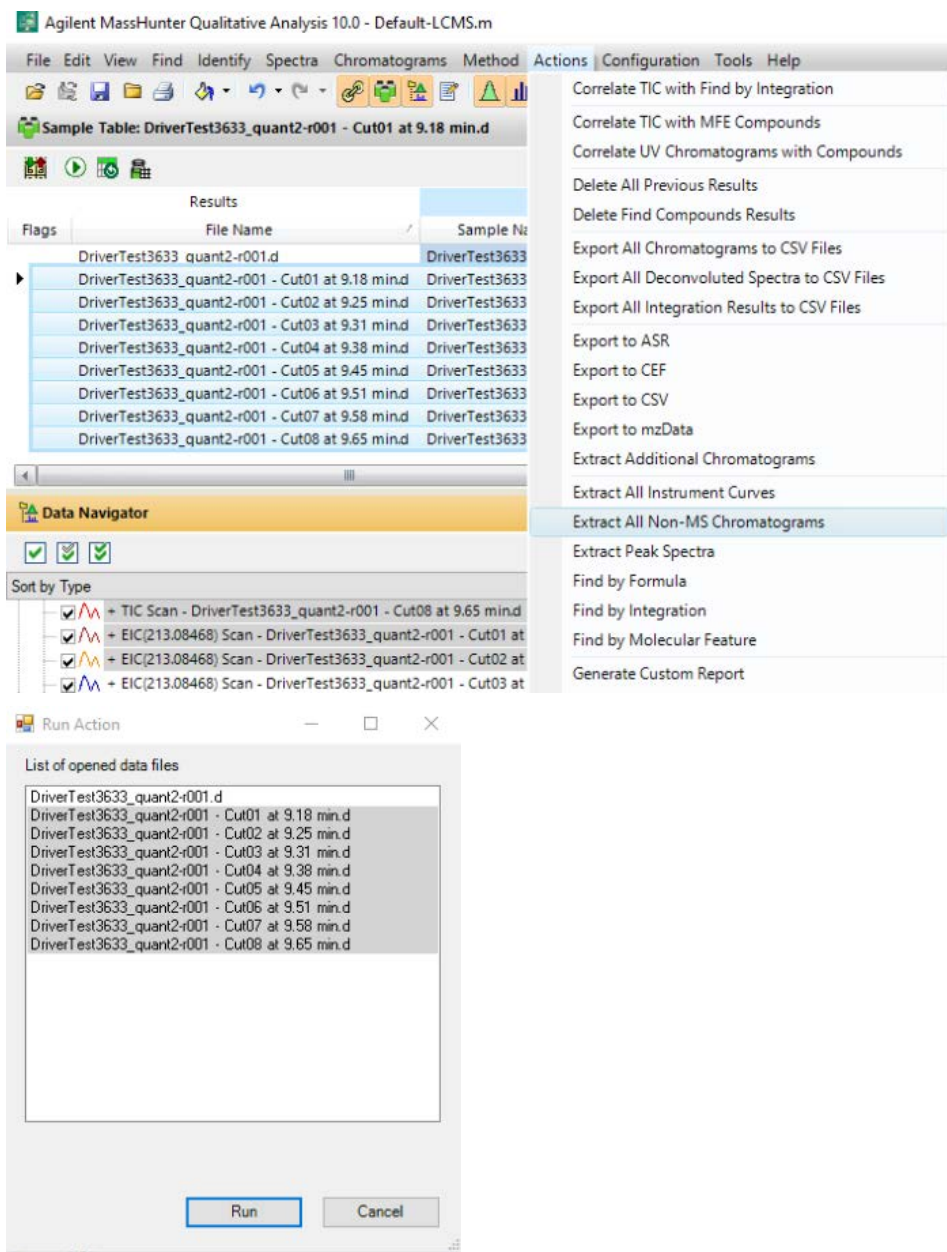 Agilent MassHunter Qualitative Analysis 10.0 - Default-LCMS.m
File Edit View Find Identify Spectra Chromatograms Method Actions Configuration Tools Help
Sample Table: DriverTest3633_quant2-r001 - Cut01 at 9.18 min.d
Results
Flags File Name Sample Na
DriverTest3633_quant2-r001.d DriverTest3633
DriverTest3633_quant2-r001 - Cut01 at 9.18 min.d DriverTest3633
DriverTest3633_quant2-r001 - Cut02 at 9.25 min.d DriverTest3633
DriverTest3633_quant2-r001 - Cut03 at 9.31 min.d DriverTest3633
DriverTest3633_quant2-r001 - Cut04 at 9.38 min.d DriverTest3633
DriverTest3633_quant2-r001 - Cut05 at 9.45 min.d DriverTest3633
DriverTest3633_quant2-r001 - Cut06 at 9.51 min.d DriverTest3633
DriverTest3633_quant2-r001 - Cut07 at 9.58 min.d DriverTest3633
DriverTest3633_quant2-r001 - Cut08 at 9.65 min.d DriverTest3633
Data Navigator
Sort by Type
+ TIC Scan - DriverTest3633_quant2-r001 - Cut08 at 9.65 min.d
+ EIC(213.08468) Scan - DriverTest3633_quant2-r001 - Cut01 at
+ EIC(213.08468) Scan - DriverTest3633_quant2-r001 - Cut02 at
+ EIC(213.08468) Scan - DriverTest3633_quant2-r001 - Cut03 at
Correlate TIC with Find by Integration
Correlate TIC with MFE Compounds
Correlate UV Chromatograms with Compounds
Delete All Previous Results
Delete Find Compounds Results
Export All Chromatograms to CSV Files
Export All Deconvoluted Spectra to CSV Files
Export All Integration Results to CSV Files
Export to ASR
Export to CEF
Export to CSV
Export to mzData
Extract Additional Chromatograms
Extract All Instrument Curves
Extract All Non-MS Chromatograms
Extract Peak Spectra
Find by Formula
Find by Integration
Find by Molecular Feature
Generate Custom Report
Run Action
List of opened data files
DriverTest3633_quant2-r001.d
DriverTest3633_quant2-r001 - Cut01 at 9.18 min.d
DriverTest3633_quant2-r001 - Cut02 at 9.25 min.d
DriverTest3633_quant2-r001 - Cut03 at 9.31 min.d
DriverTest3633_quant2-r001 - Cut04 at 9.38 min.d
DriverTest3633_quant2-r001 - Cut05 at 9.45 min.d
DriverTest3633_quant2-r001 - Cut06 at 9.51 min.d
DriverTest3633_quant2-r001 - Cut07 at 9.58 min.d
DriverTest3633_quant2-r001 - Cut08 at 9.65 min.d
Run Cancel